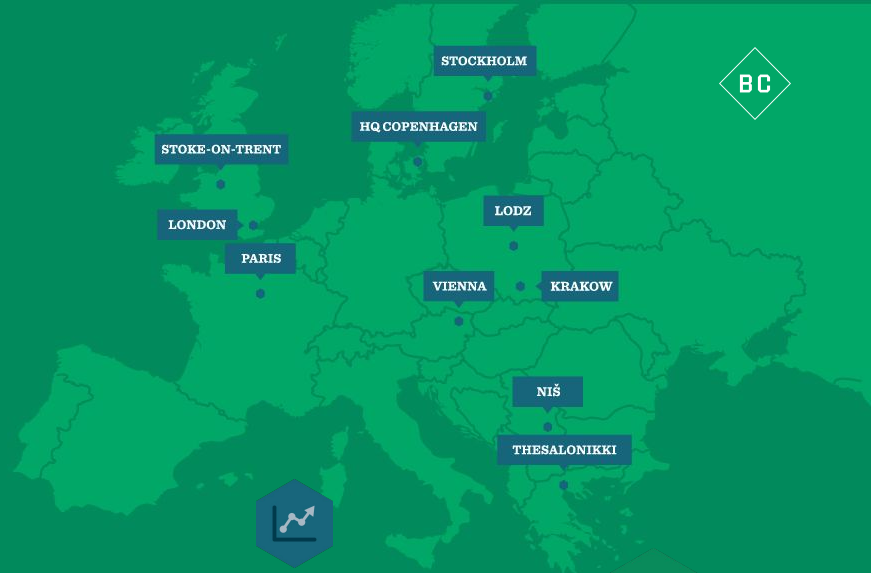 STOCKHOLM
BC
HQ COPENHAGEN
STOKE-ON-TRENT
LODZ
LONDON
PARIS
VIENNA
KRAKOW
NIŠ
THESALONIKKI